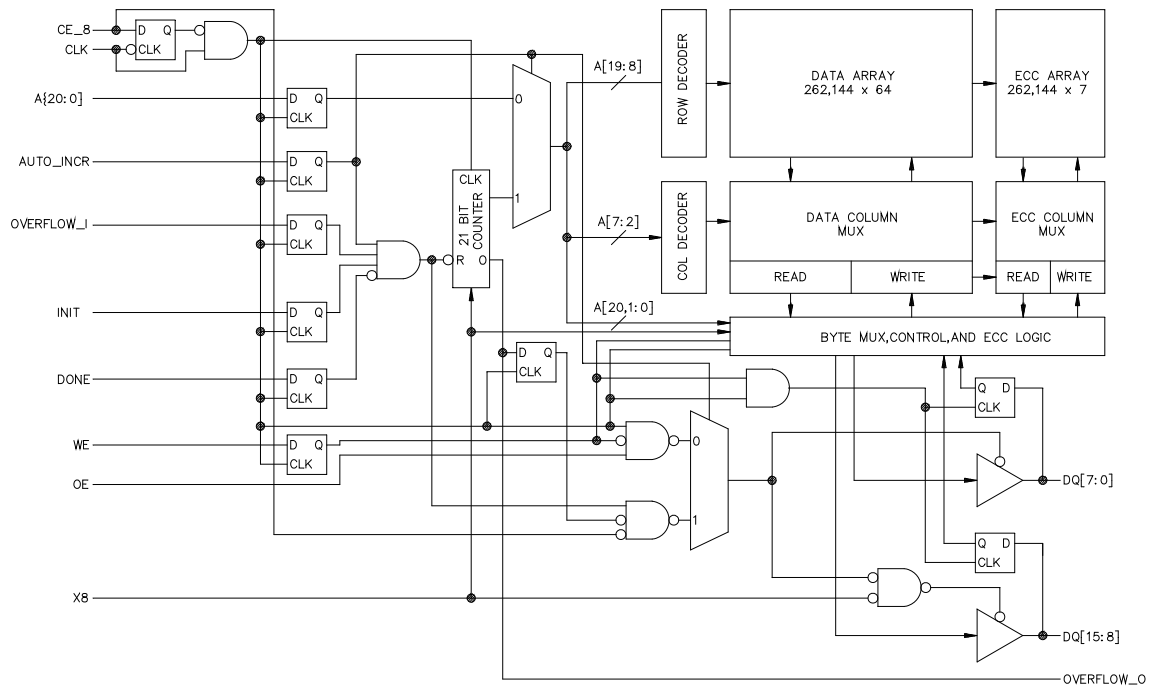 CE_8
D Q
CLK
CLK
A{20:0]
D Q
CLK
AUTO_INCR
D Q
CLK
OVERFLOW_I
D Q
CLK
INIT
D Q
CLK
DONE
D Q
CLK
WE
D Q
CLK
OE
X8
CLK
21 BIT
COUNTER
R O
0
1
D Q
CLK
0
1
A[19:8]
A[7:2]
A[20,1:0]
ROW DECODER
COL DECODER
DATA ARRAY
262,144 x 64
ECC ARRAY
262,144 x 7
DATA COLUMN
MUX
READ
WRITE
ECC COLUMN
MUX
READ
WRITE
BYTE MUX,CONTROL,AND ECC LOGIC
Q D
CLK
DQ[7:0]
Q D
CLK
DQ[15:8]
OVERFLOW_O